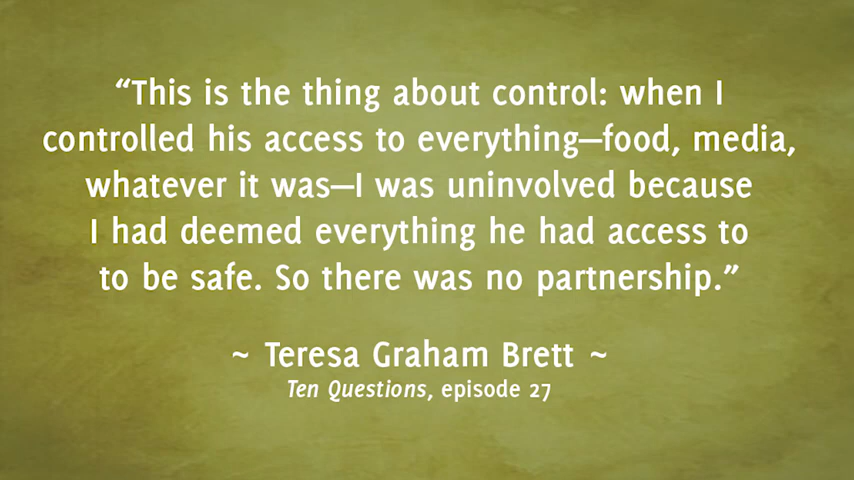 “This is the thing about control: when I
controlled his access to everything—food, media,
whatever it was—I was uninvolved because
I had deemed everything he had access to
to be safe. So there was no partnership.”
~ Teresa Graham Brett ~
Ten Questions, episode 27